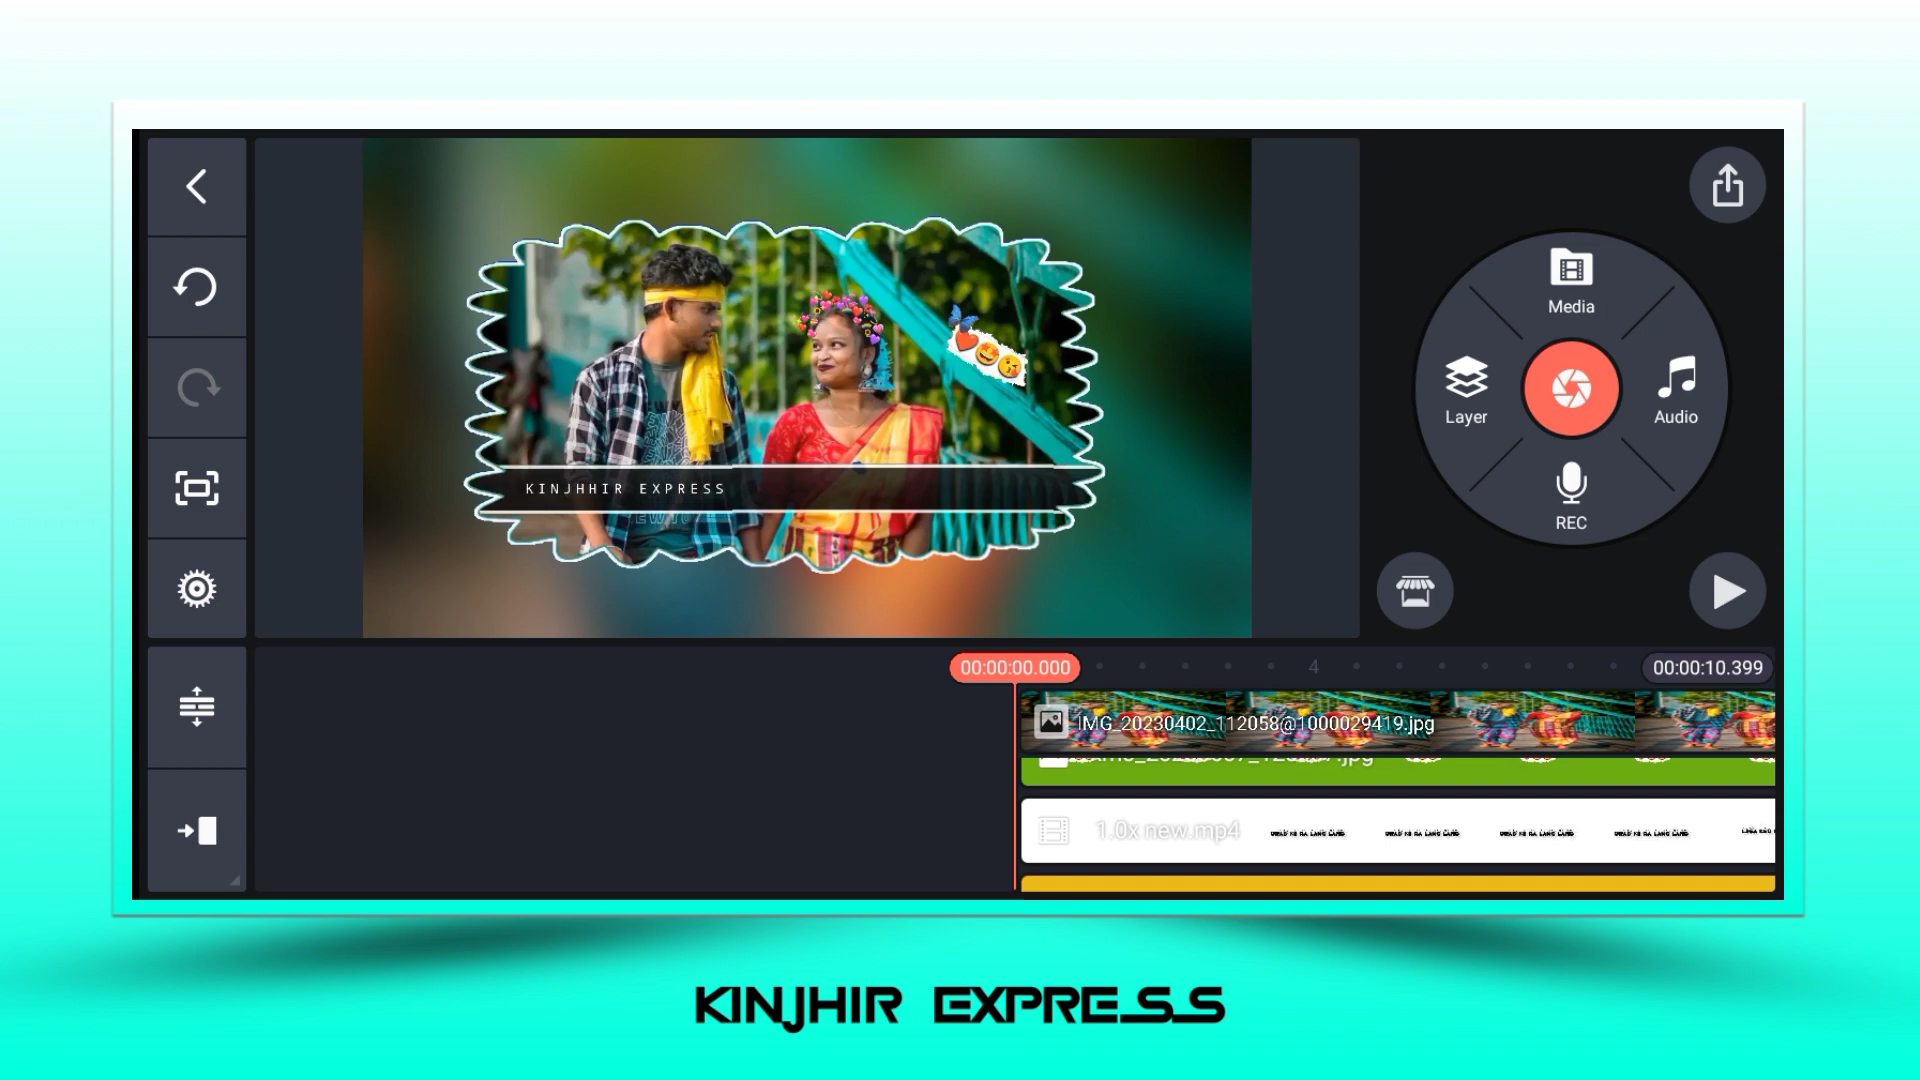 Media
Layer
Audio
REC
KINJHHIR EXPRESS
00:00:00.000
4
00:00:10.399
IMG_20230402_112058@1000029419.jpg
1.0x new.mp4
KINJHIR EXPRESS